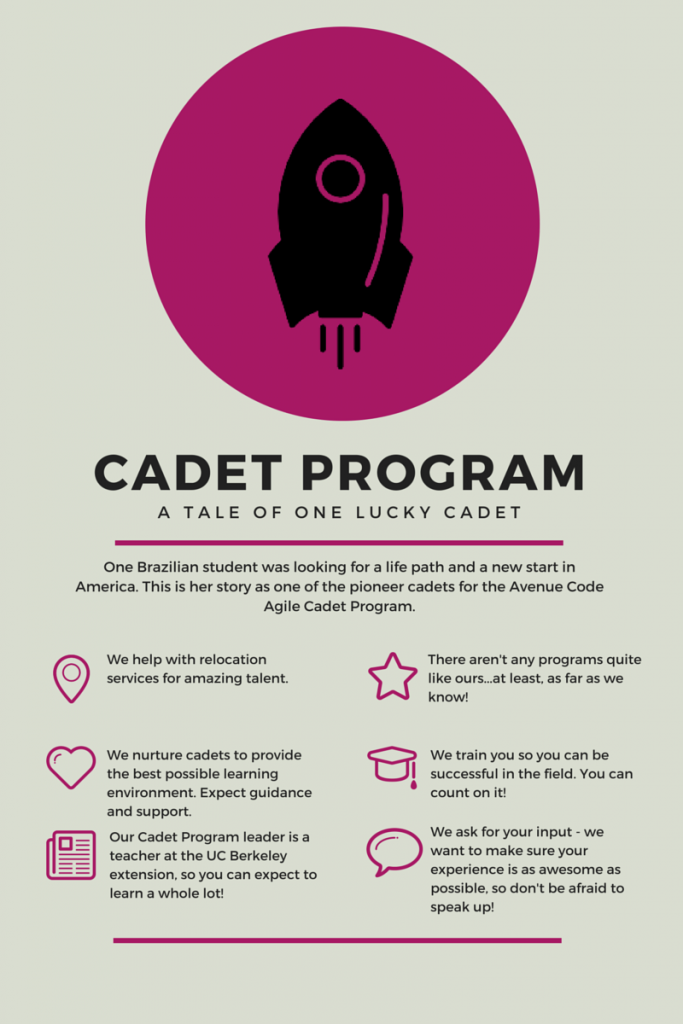 CADET PROGRAM
A TALE OF ONE LUCKY CADET
One Brazilian student was looking for a life path and a new start in
America. This is her story as one of the pioneer cadets for the Avenue Code
Agile Cadet Program.
We help with relocation
services for amazing talent.
There aren't any programs quite
like ours...at least, as far as we
know!
We nurture cadets to provide
the best possible learning
environment. Expect guidance
and support.
We train you so you can be
successful in the field. You can
count on it!
Our Cadet Program leader is a
teacher at the UC Berkeley
extension, so you can expect to
learn a whole lot!
We ask for your input - we
want to make sure your
experience is as awesome as
possible, so don't be afraid to
speak up!